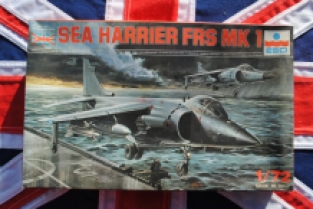 SEA HARRIER FRS MK 1
ESCI
1/72